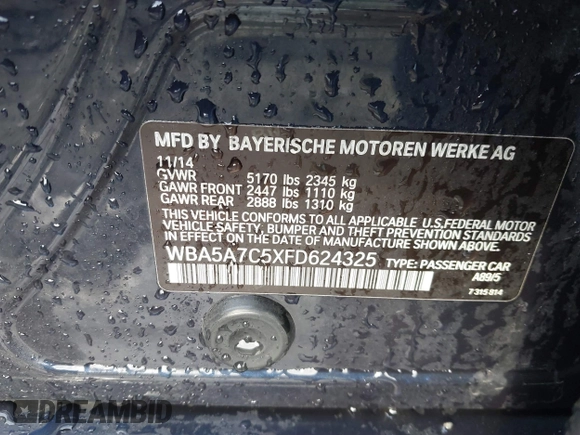 MFD BY BAYERISCHE MOTOREN WERKE AG
11/14
GVWR 5170 lbs 2345 kg
GAWR FRONT 2447 lbs 1110 kg
GAWR REAR 2888 lbs 1310 KG
THIS VEHICLE CONFORMS TO ALL APPLICABLE U.S.FEDERAL MOTOR
VEHICLE SAFETY, BUMPER AND THEFT PREVENTION STANDARDS
IN EFFECT ON THE DATE OF MANUFACTURE SHOWN ABOVE.
WBA5A7C5XFD624325 TYPE: PASSENGER CAR
A89/5
7 315 814
DREAMBID